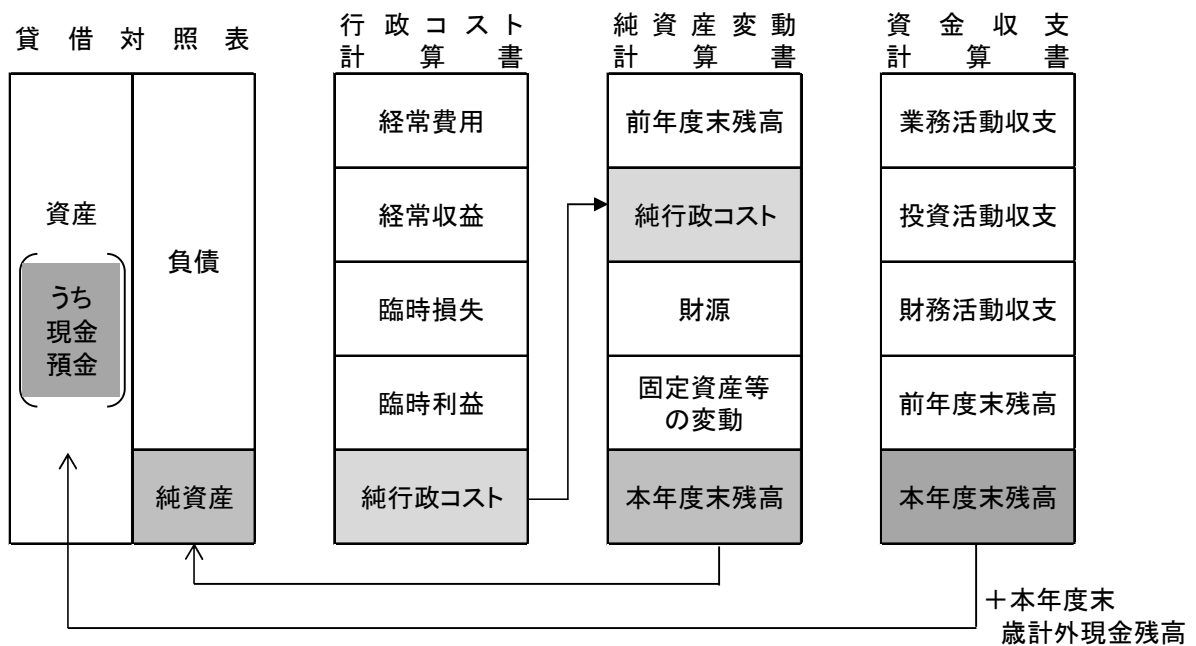 貸借対照表
資産
うち
現金
預金
負債
純資産
行政コスト
計算書
経常費用
経常収益
臨時損失
臨時利益
純行政コスト
純資産変動
計算書
前年度末残高
純行政コスト
財源
固定資産等
の変動
本年度末残高
資金収支
計算書
業務活動収支
投資活動収支
財務活動収支
前年度末残高
本年度末残高
＋本年度末
歳計外現金残高